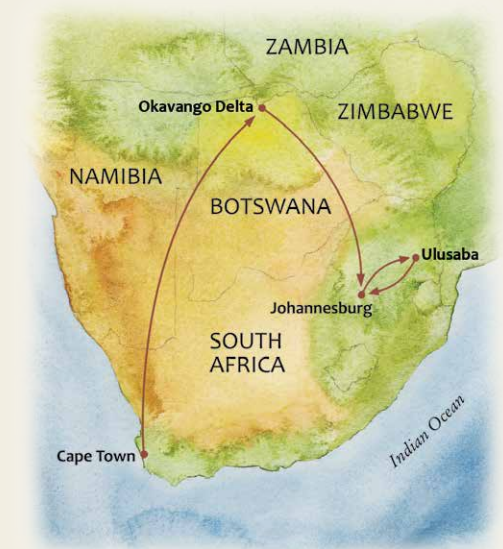 ZAMBIA
Okavango Delta
ZIMBABWE
NAMIBIA
BOTSWANA
Ulusaba
Johannesburg
SOUTH
AFRICA
Cape Town
Indian Ocean